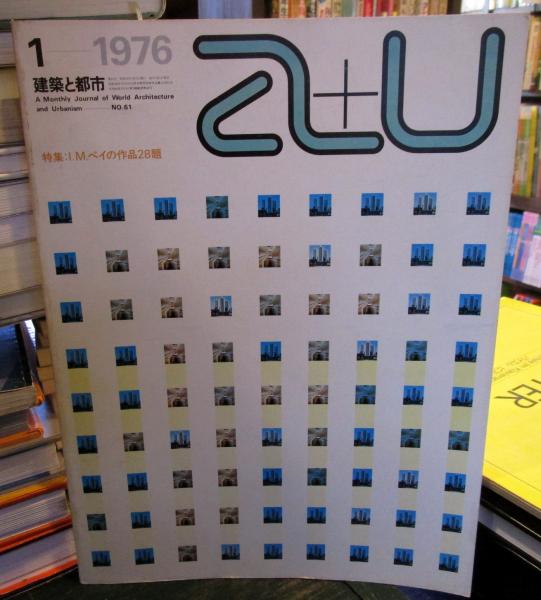 1 1976
建築と都市
A Monthly Journal of World Architecture
and Urbanism NO.61
a+u
特集：I.M.ペイの作品28題